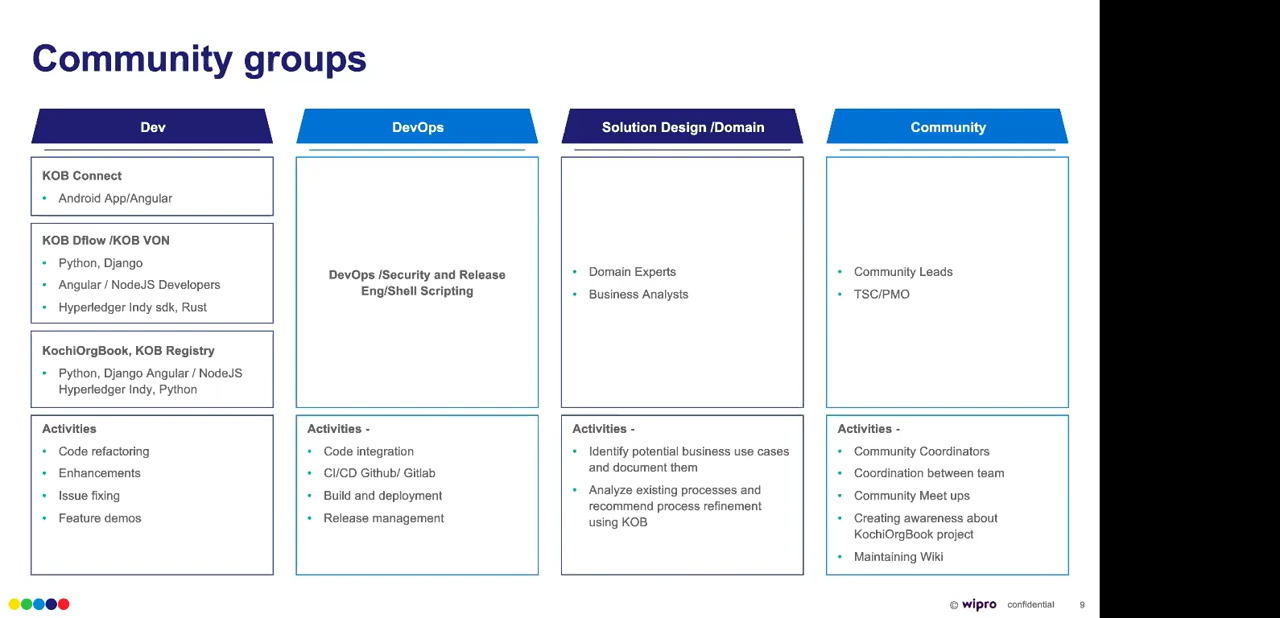 Community groups
Dev
KOB Connect
• Android App/Angular
KOB Dflow /KOB VON
• Python, Django
• Angular / NodeJS Developers
• Hyperledger Indy sdk, Rust
KochiOrgBook, KOB Registry
• Python, Django Angular / NodeJS
Hyperledger Indy, Python
Activities
• Code refactoring
• Enhancements
• Issue fixing
• Feature demos
DevOps
DevOps /Security and Release
Eng/Shell Scripting
Activities -
• Code integration
• CI/CD Github/ Gitlab
• Build and deployment
• Release management
Solution Design /Domain
• Domain Experts
• Business Analysts
Activities -
• Identify potential business use cases
and document them
• Analyze existing processes and
recommend process refinement
using KOB
Community
• Community Leads
• TSC/PMO
Activities -
• Community Coordinators
• Coordination between team
• Community Meet ups
• Creating awareness about
KochiOrgBook project
• Maintaining Wiki
© wipro confidential 9